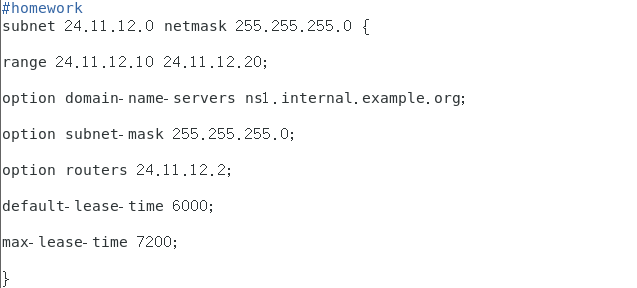 #homework
subnet 24.11.12.0 netmask 255.255.255.0 {
range 24.11.12.10 24.11.12.20;
option domain-name-servers ns1.internal.example.org;
option subnet-mask 255.255.255.0;
option routers 24.11.12.2;
default-lease-time 6000;
max-lease-time 7200;
}